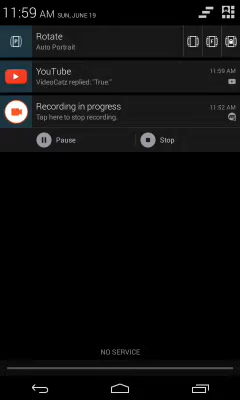 11:59 AM SUN, JUNE 19
Rotate
Auto Portrait
YouTube 11:59 AM
VideoCatz replied: "True."
Recording in progress 11:52 AM
Tap here to stop recording.
Pause Stop
NO SERVICE